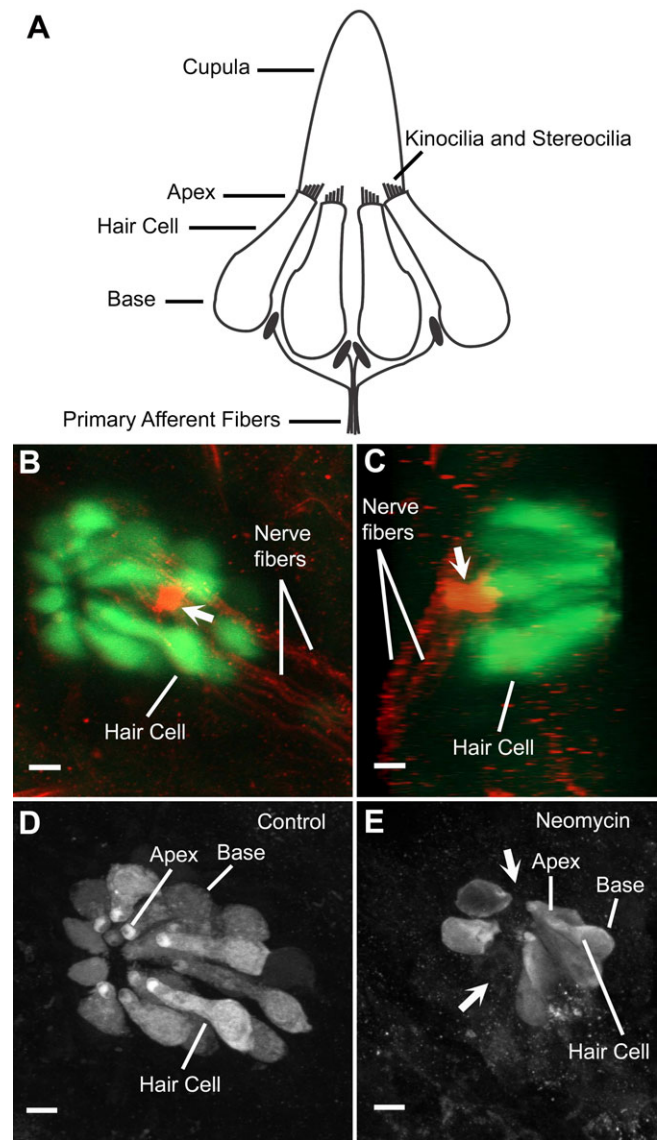 A
Cupula
Kinocilia and Stereocilia
Apex
Hair Cell
Base
Primary Afferent Fibers
B
Nerve
fibers
Hair Cell
C
Nerve
fibers
Hair Cell
D
Control
Apex
Base
Hair Cell
E
Neomycin
Apex
Base
Hair Cell